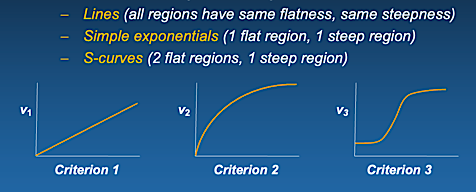 – Lines (all regions have same flatness, same steepness)
– Simple exponentials (1 flat region, 1 steep region)
– S-curves (2 flat regions, 1 steep region)
v1 v2 v3
Criterion 1 Criterion 2 Criterion 3